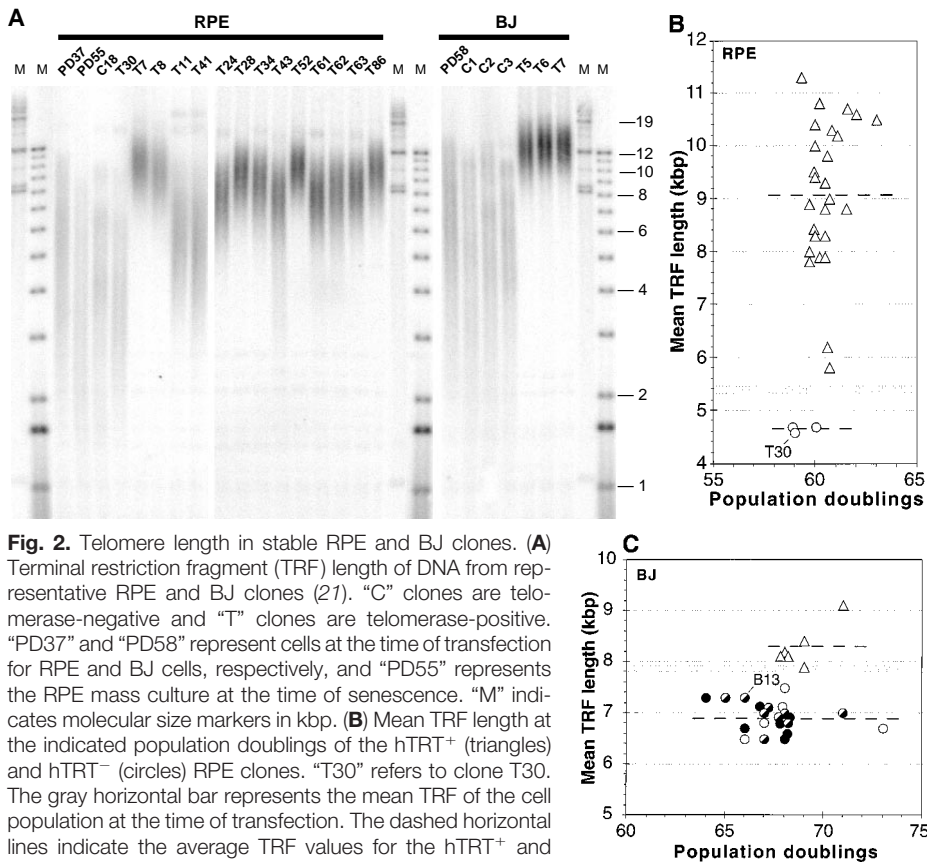 A
RPE
BJ
M M PD37 PD55 C18 T30 T7 T8 T11 T41 T24 T28 T34 T43 T52 T61 T62 T63 T86 M M PD58 C1 C2 C3 T5 T6 T7 M M
—19
—12
—10
—8
—6
—4
—2
—1
B
RPE
12
11
10
9
8
7
6
5
4
Mean TRF length (kbp)
T30
55 60 65
Population doublings
C
BJ
10
9
8
7
6
5
Mean TRF length (kbp)
B13
60 65 70 75
Population doublings
Fig. 2. Telomere length in stable RPE and BJ clones. (A)
Terminal restriction fragment (TRF) length of DNA from rep-
resentative RPE and BJ clones (21). “C” clones are telo-
merase-negative and “T” clones are telomerase-positive.
“PD37” and “PD58” represent cells at the time of transfection
for RPE and BJ cells, respectively, and “PD55” represents
the RPE mass culture at the time of senescence. “M” indi-
cates molecular size markers in kbp. (B) Mean TRF length at
the indicated population doublings of the hTRT⁺ (triangles)
and hTRT⁻ (circles) RPE clones. “T30” refers to clone T30.
The gray horizontal bar represents the mean TRF of the cell
population at the time of transfection. The dashed horizontal
lines indicate the average TRF values for the hTRT⁺ and